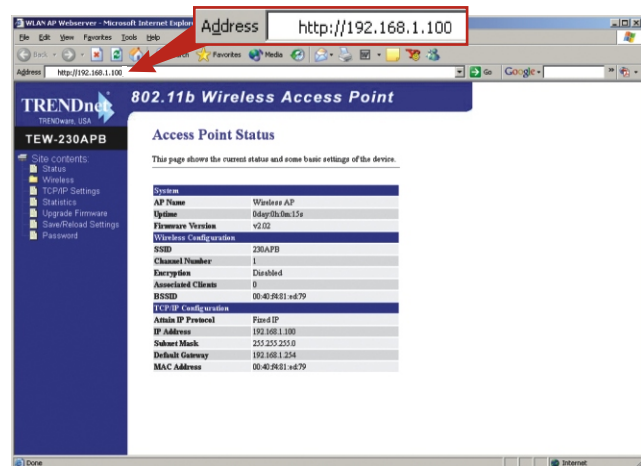 WLAN AP Webserver - Microsoft Internet Explorer
Address http://192.168.1.100
File Edit View Favorites Tools Help
Back Search Favorites Media
Address http://192.168.1.100 Go Google
TRENDnet
TRENDware, USA
TEW-230APB
802.11b Wireless Access Point
Site contents:
Status
Wireless
TCP/IP Settings
Statistics
Upgrade Firmware
Save/Reload Settings
Password
Access Point Status
This page shows the current status and some basic settings of the device.
System
AP Name Wireless AP
Uptime 0day:0h:0m:15s
Firmware Version v2.02
Wireless Configuration
SSID 230APB
Channel Number 1
Encryption Disabled
Associated Clients 0
BSSID 00:40:f4:81:ed:79
TCP/IP Configuration
Attain IP Protocol Fixed IP
IP Address 192.168.1.100
Subnet Mask 255.255.255.0
Default Gateway 192.168.1.254
MAC Address 00:40:f4:81:ed:79
Done Internet